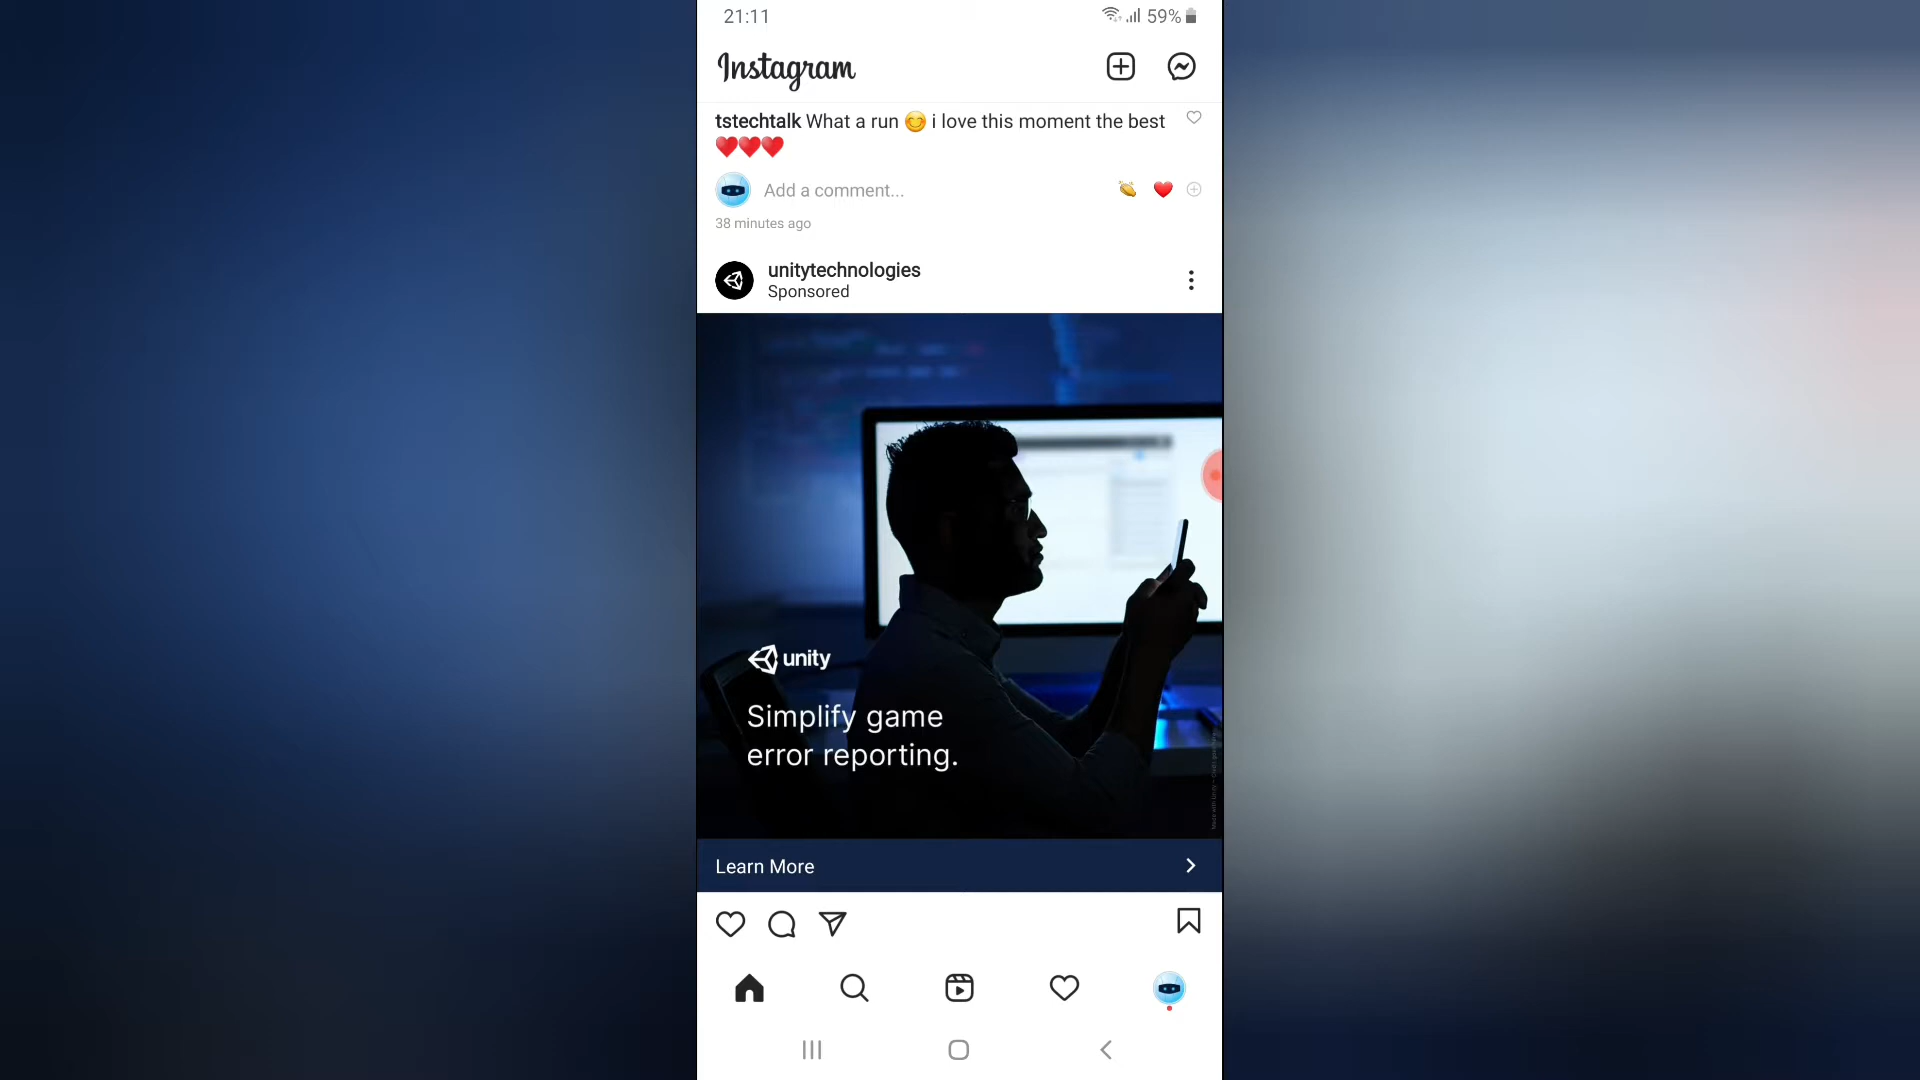 21:11
59%
Instagram
tstechtalk What a run 😊 i love this moment the best
❤️❤️❤️
Add a comment...
38 minutes ago
unitytechnologies
Sponsored
unity
Simplify game
error reporting.
Learn More